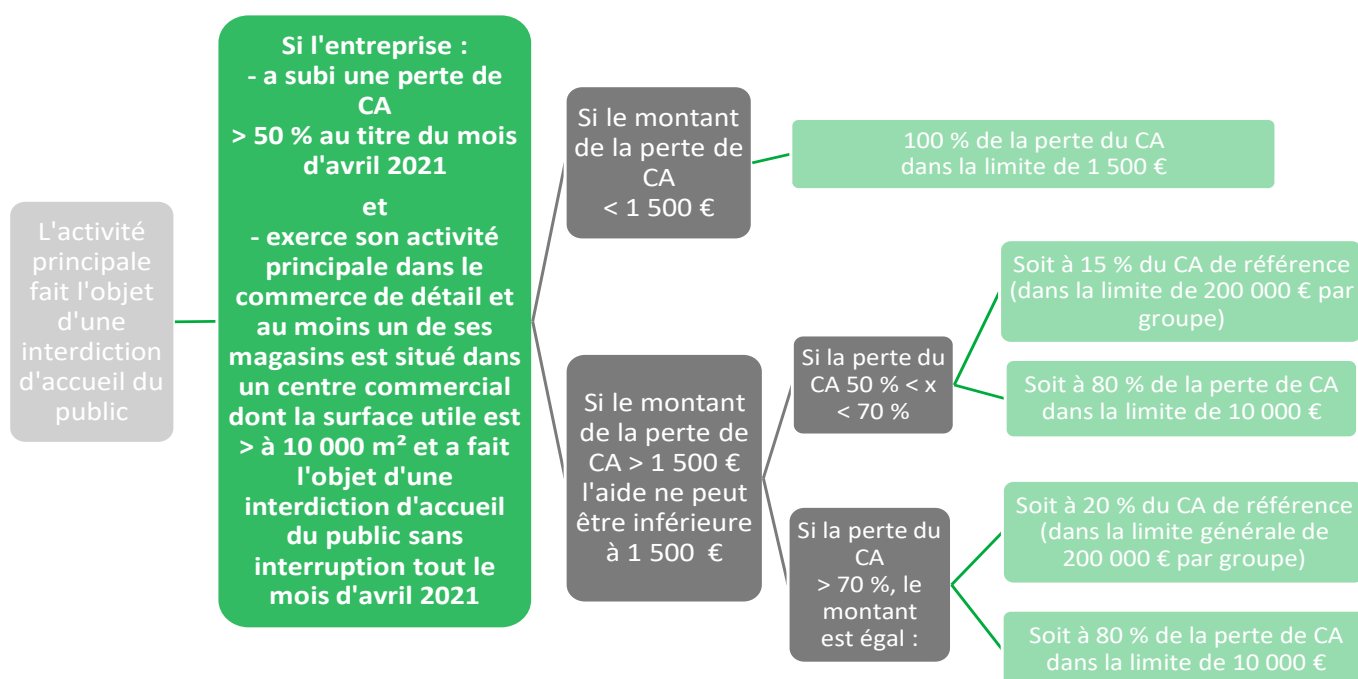 L'activité
principale
fait l'objet
d'une
interdiction
d'accueil du
public
Si l'entreprise :
- a subi une perte de
CA
> 50 % au titre du mois
d'avril 2021
et
- exerce son activité
principale dans le
commerce de détail et
au moins un de ses
magasins est situé dans
un centre commercial
dont la surface utile est
> à 10 000 m² et a fait
l'objet d'une
interdiction d'accueil
du public sans
interruption tout le
mois d'avril 2021
Si le montant
de la perte de
CA
< 1 500 €
100 % de la perte du CA
dans la limite de 1 500 €
Si le montant
de la perte de
CA > 1 500 €
l'aide ne peut
être inférieure
à 1 500 €
Si la perte du
CA 50 % < x
< 70 %
Soit à 15 % du CA de référence
(dans la limite de 200 000 € par
groupe)
Soit à 80 % de la perte de CA
dans la limite de 10 000 €
Si la perte du
CA
> 70 %, le
montant
est égal :
Soit à 20 % du CA de référence
(dans la limite générale de
200 000 € par groupe)
Soit à 80 % de la perte de CA
dans la limite de 10 000 €